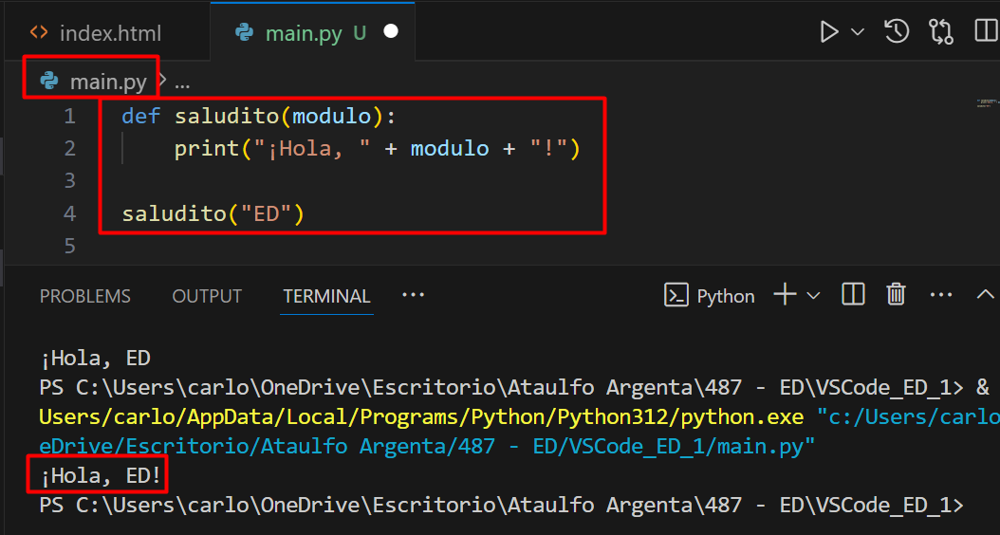 index.html main.py U
main.py > ...
1 def saludito(modulo):
2 print("¡Hola, " + modulo + "!")
3
4 saludito("ED")
5
PROBLEMS OUTPUT TERMINAL ... Python
¡Hola, ED
PS C:\Users\carlo\OneDrive\Escritorio\Ataulfo Argenta\487 - ED\VSCode_ED_1> &
Users/carlo/AppData/Local/Programs/Python/Python312/python.exe "c:/Users/carlo
eDrive/Escritorio/Ataulfo Argenta/487 - ED/VSCode_ED_1/main.py"
¡Hola, ED!
PS C:\Users\carlo\OneDrive\Escritorio\Ataulfo Argenta\487 - ED\VSCode_ED_1>